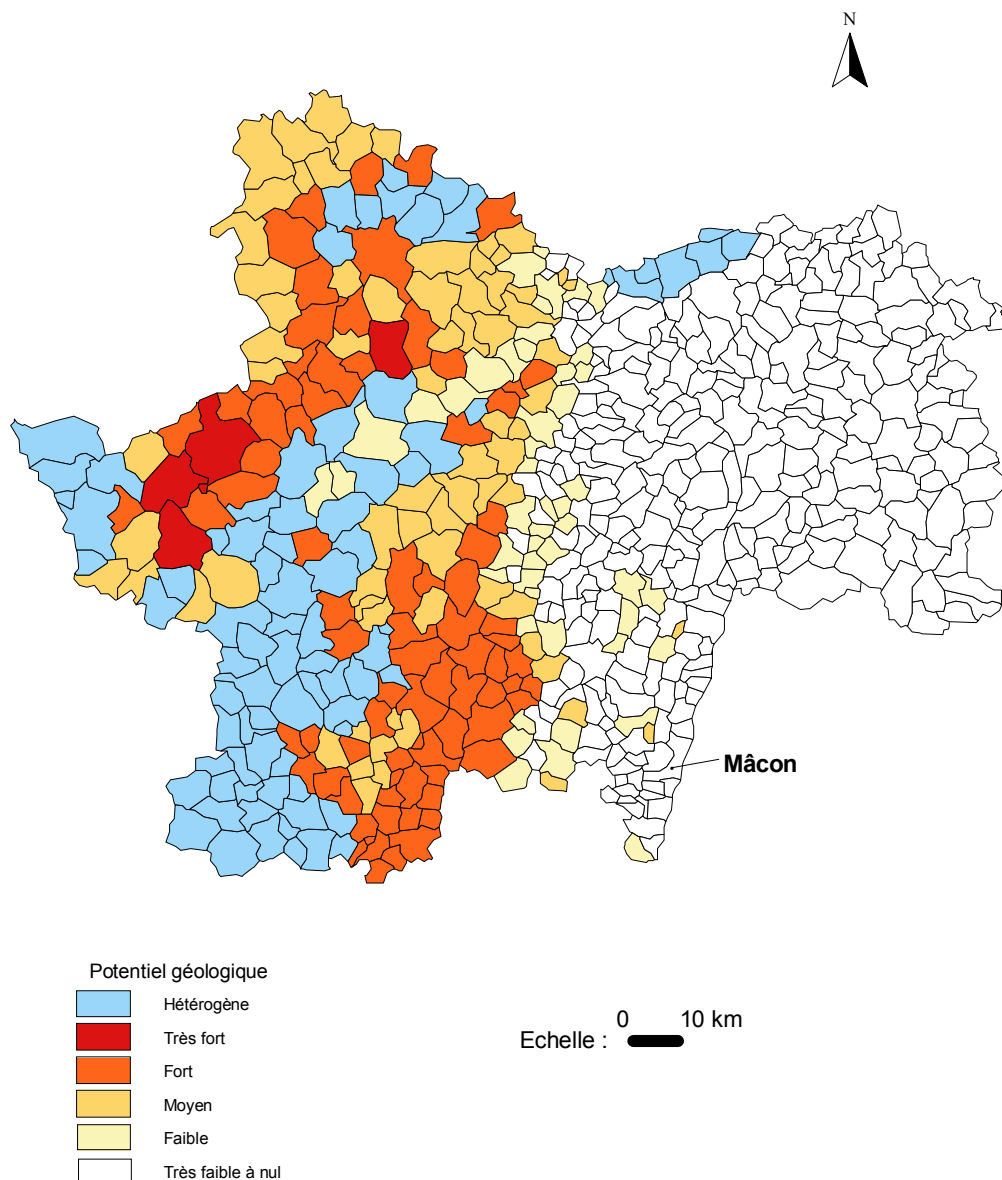 N
Mâcon
Potentiel géologique
Hétérogène
Très fort
Fort
Moyen
Faible
Très faible à nul
0 10 km
Echelle :